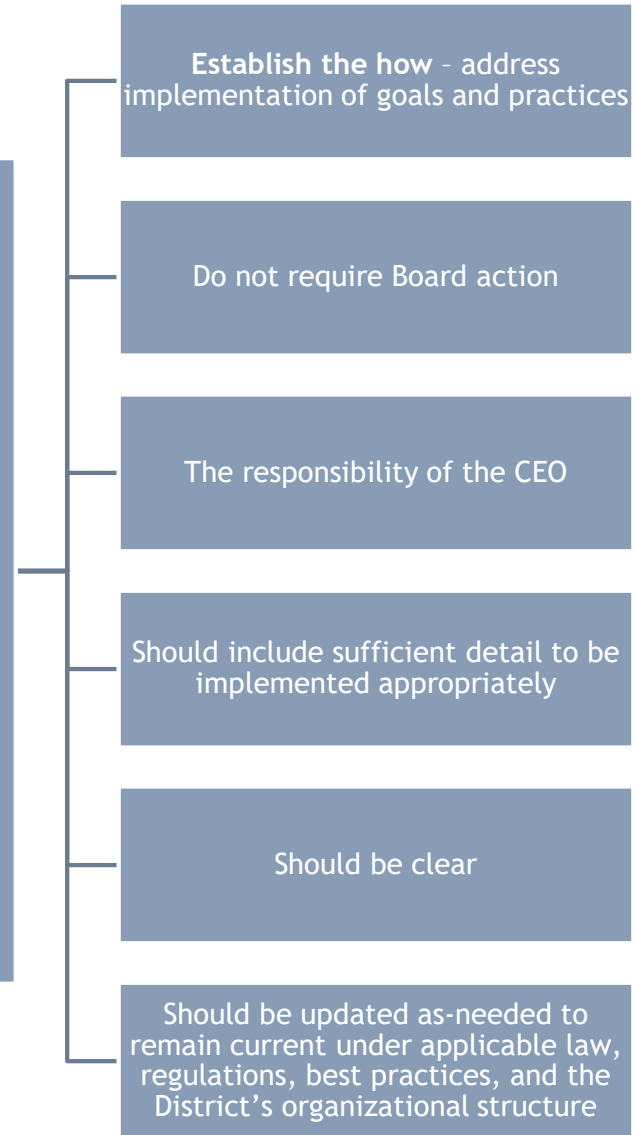 Establish the how – address
implementation of goals and practices
Do not require Board action
The responsibility of the CEO
Should include sufficient detail to be
implemented appropriately
Should be clear
Should be updated as-needed to
remain current under applicable law,
regulations, best practices, and the
District’s organizational structure